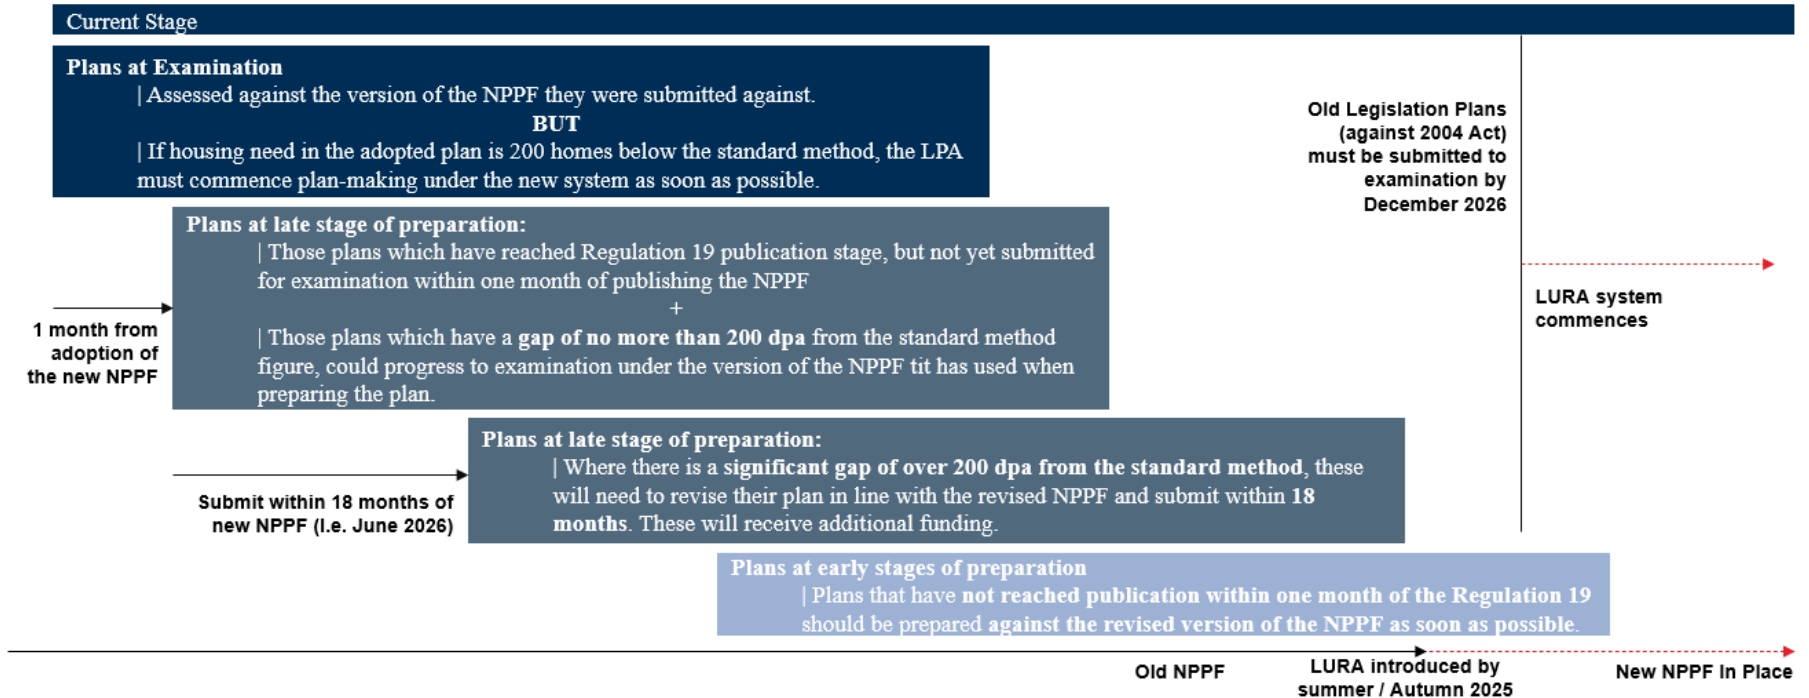 Current Stage
Plans at Examination
| Assessed against the version of the NPPF they were submitted against.
BUT
| If housing need in the adopted plan is 200 homes below the standard method, the LPA
must commence plan-making under the new system as soon as possible.
Old Legislation Plans
(against 2004 Act)
must be submitted to
examination by
December 2026
Plans at late stage of preparation:
| Those plans which have reached Regulation 19 publication stage, but not yet submitted
for examination within one month of publishing the NPPF
+
| Those plans which have a gap of no more than 200 dpa from the standard method
figure, could progress to examination under the version of the NPPF tit has used when
preparing the plan.
1 month from
adoption of
the new NPPF
LURA system
commences
Plans at late stage of preparation:
| Where there is a significant gap of over 200 dpa from the standard method, these
will need to revise their plan in line with the revised NPPF and submit within 18
months. These will receive additional funding.
Submit within 18 months of
new NPPF (I.e. June 2026)
Plans at early stages of preparation
| Plans that have not reached publication within one month of the Regulation 19
should be prepared against the revised version of the NPPF as soon as possible.
Old NPPF
LURA introduced by
summer / Autumn 2025
New NPPF In Place